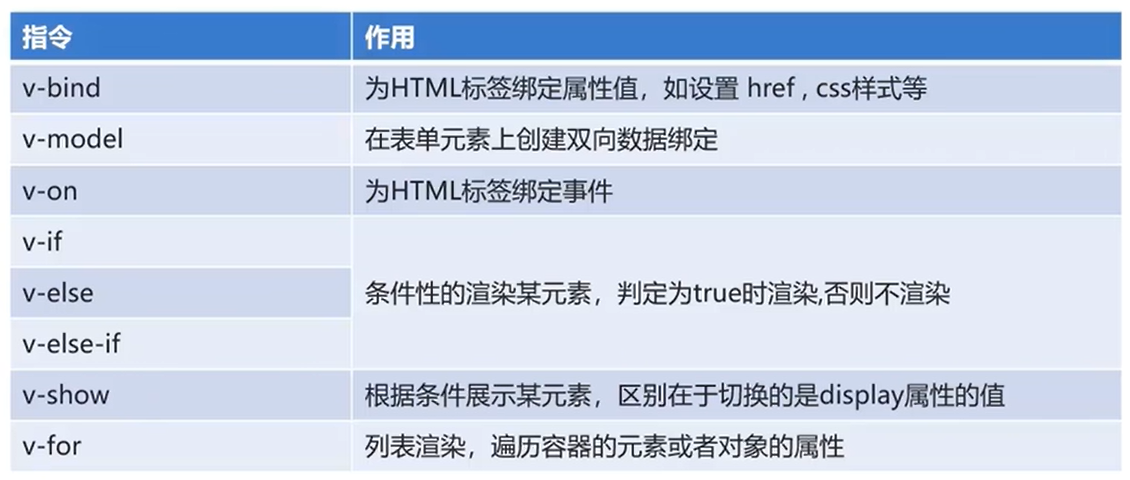 指令 作用
v-bind 为HTML标签绑定属性值，如设置 href , css样式等
v-model 在表单元素上创建双向数据绑定
v-on 为HTML标签绑定事件
v-if
v-else 条件性的渲染某元素，判定为true时渲染,否则不渲染
v-else-if
v-show 根据条件展示某元素，区别在于切换的是display属性的值
v-for 列表渲染，遍历容器的元素或者对象的属性